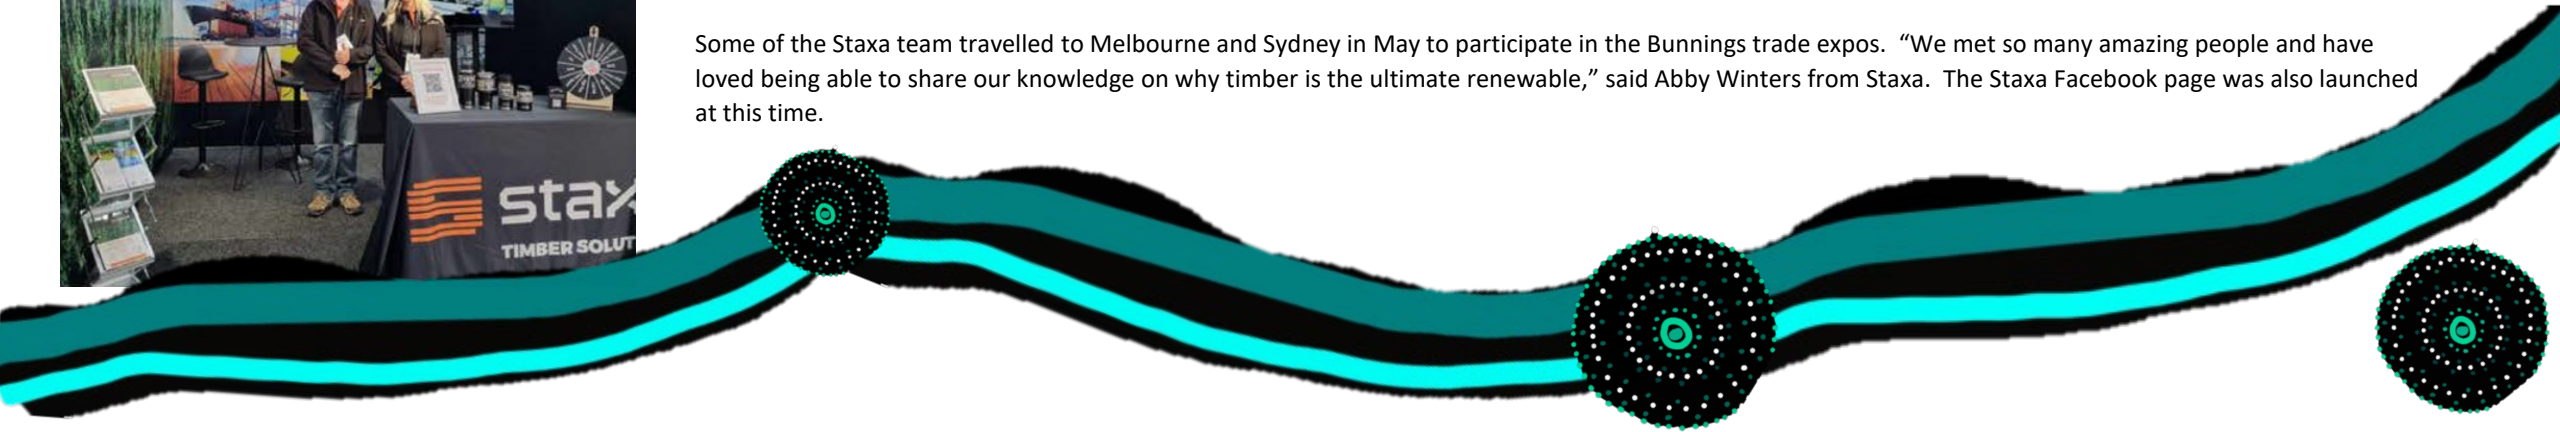 Some of the Staxa team travelled to Melbourne and Sydney in May to participate in the Bunnings trade expos.  “We met so many amazing people and have
loved being able to share our knowledge on why timber is the ultimate renewable,” said Abby Winters from Staxa.  The Staxa Facebook page was also launched
at this time.
stax
TIMBER SOLUT